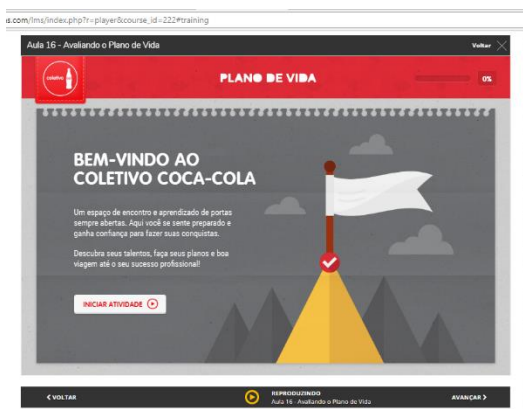 as.com/lms/index.php?r=player&course_id=222#training
Aula 16 - Avaliando o Plano de Vida
Voltar
coletivo
PLANO DE VIDA
0%
BEM-VINDO AO
COLETIVO COCA-COLA
Um espaço de encontro e aprendizado de portas
sempre abertas. Aqui você se sente preparado e
ganha confiança para fazer suas conquistas.
Descubra seus talentos, faça seus planos e boa
viagem até o seu sucesso profissional!
INICIAR ATIVIDADE
VOLTAR
REPRODUZINDO
Aula 16 - Avaliando o Plano de Vida
AVANÇAR